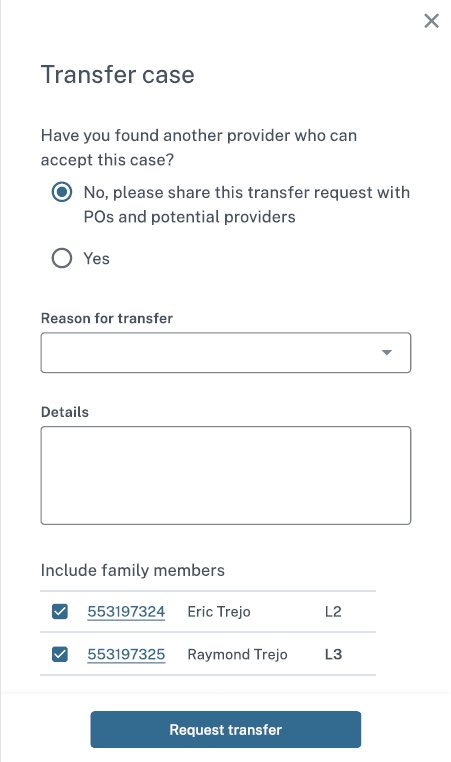 Transfer case
Have you found another provider who can
accept this case?
No, please share this transfer request with
POs and potential providers
Yes
Reason for transfer
Details
Include family members
553197324 Eric Trejo L2
553197325 Raymond Trejo L3
Request transfer